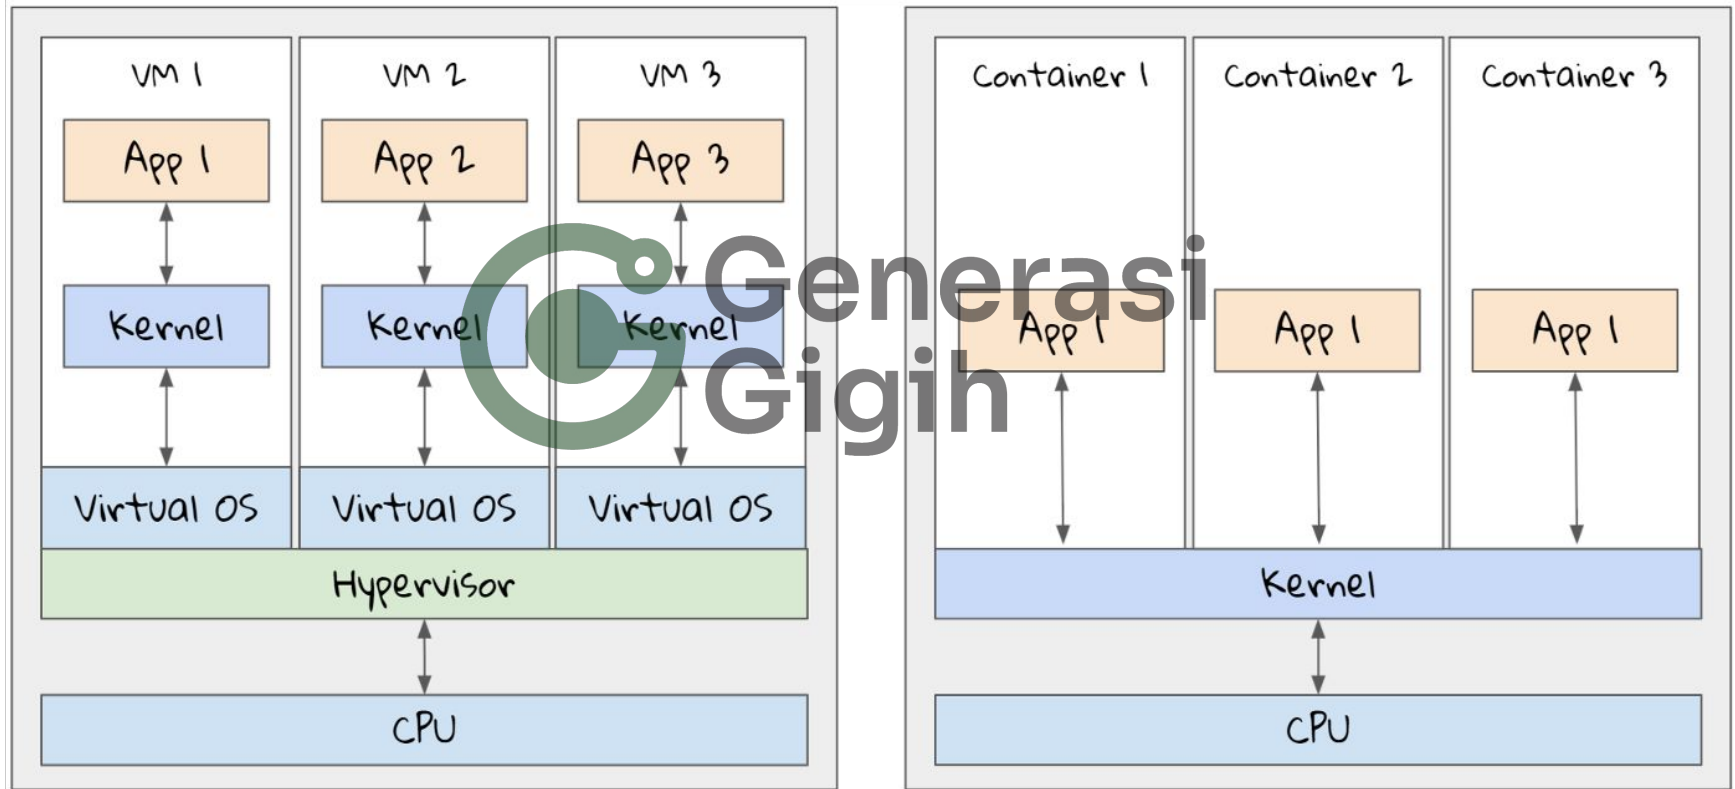 VM 1
VM 2
VM 3
App 1
App 2
App 3
Kernel
Kernel
Kernel
Virtual OS
Virtual OS
Virtual OS
Hypervisor
CPU
Generasi
Gigih
Container 1
Container 2
Container 3
App 1
App 1
App 1
Kernel
CPU